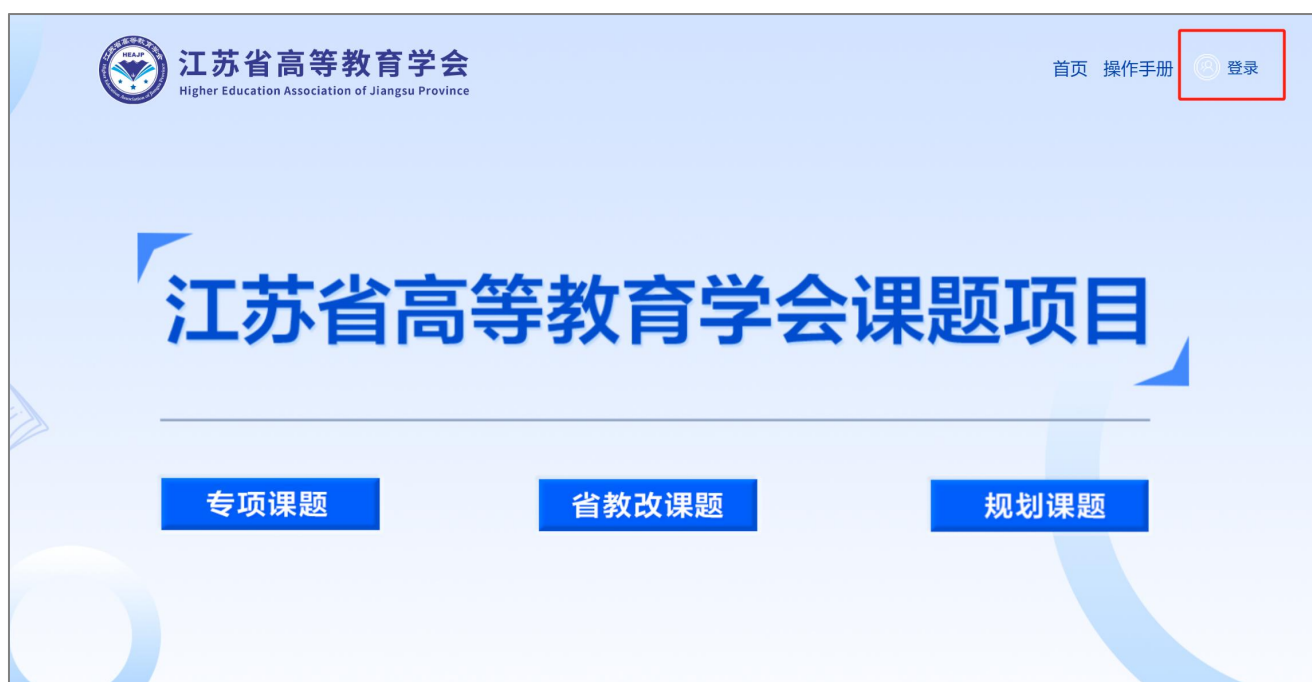 HEAJP
江苏省高等教育学会
Higher Education Association of Jiangsu Province
首页 操作手册 登录
江苏省高等教育学会课题项目
专项课题 省教改课题 规划课题